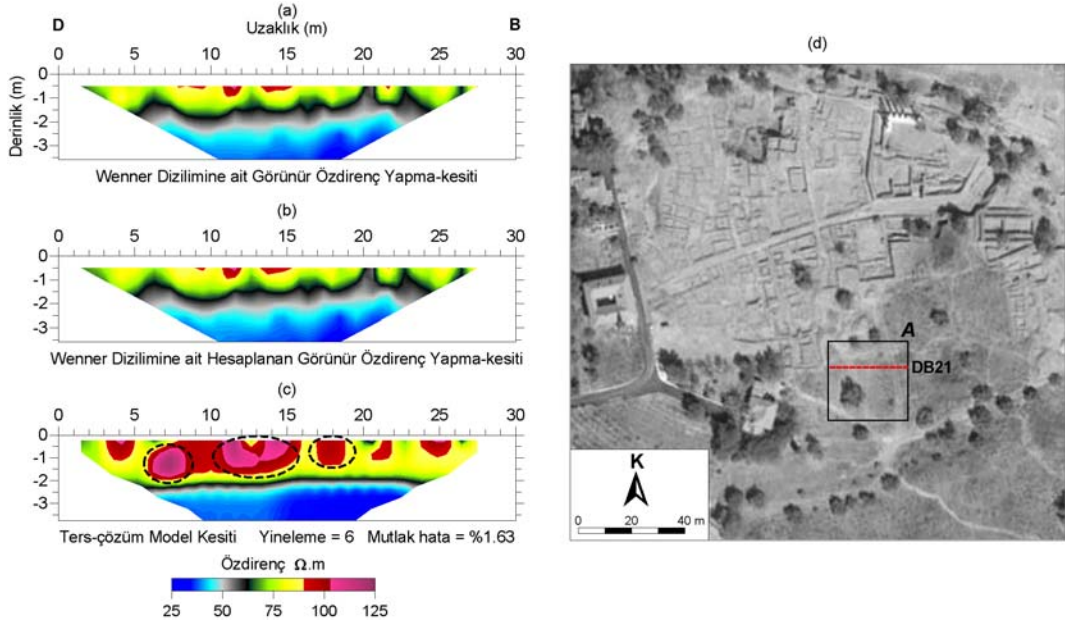 (a)
D B
Uzaklık (m)
0 5 10 15 20 25 30
Derinlik (m)
0
-1
-2
-3
Wenner Dizilimine ait Görünür Özdirenç Yapma-kesiti
(b)
0 5 10 15 20 25 30
0
-1
-2
-3
Wenner Dizilimine ait Hesaplanan Görünür Özdirenç Yapma-kesiti
(c)
0 5 10 15 20 25 30
0
-1
-2
-3
Ters-çözüm Model Kesiti Yineleme = 6 Mutlak hata = %1.63
Özdirenç Ω.m
25 50 75 100 125
(d)
A
DB21
K
0 20 40 m